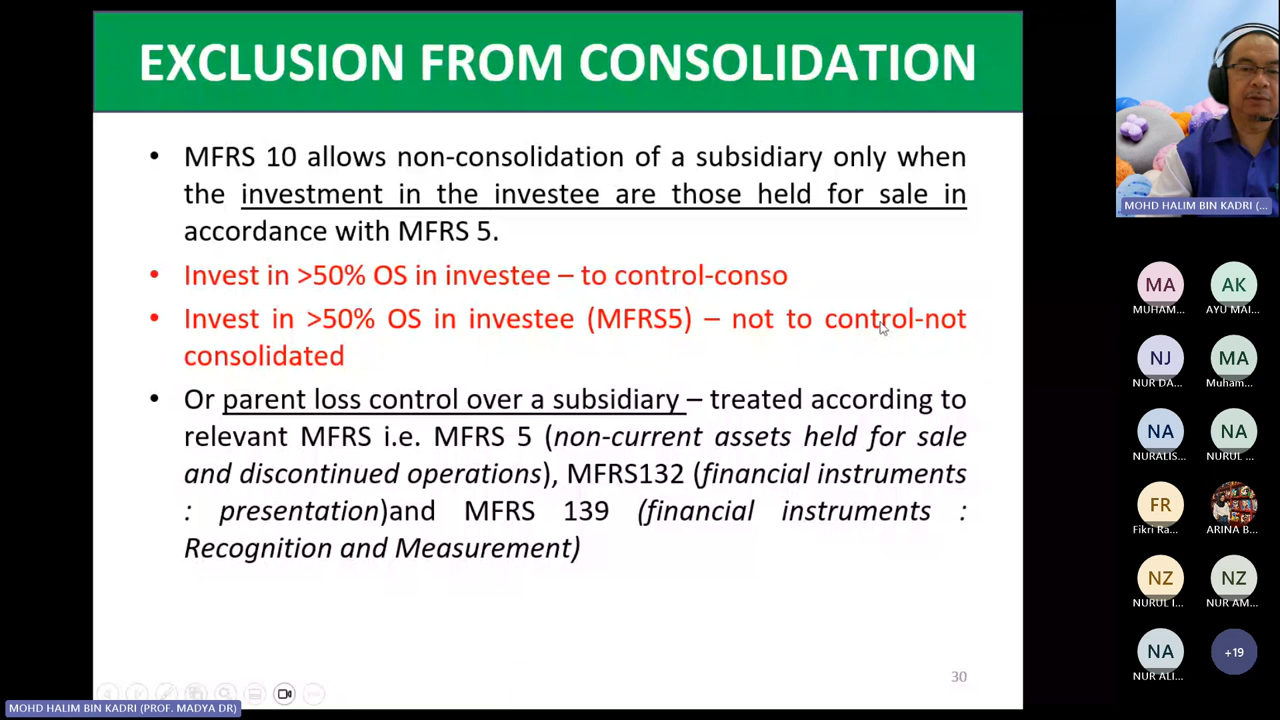 EXCLUSION FROM CONSOLIDATION
• MFRS 10 allows non-consolidation of a subsidiary only when
the investment in the investee are those held for sale in
accordance with MFRS 5.
• Invest in >50% OS in investee – to control-conso
• Invest in >50% OS in investee (MFRS5) – not to control-not
consolidated
• Or parent loss control over a subsidiary – treated according to
relevant MFRS i.e. MFRS 5 (non-current assets held for sale
and discontinued operations), MFRS132 (financial instruments
: presentation)and MFRS 139 (financial instruments :
Recognition and Measurement)
30
MOHD HALIM BIN KADRI (PROF. MADYA DR)
MOHD HALIM BIN KADRI (...
MA
MUHAM...
AK
AYU MAI...
NJ
NUR DA...
MA
Muham...
NA
NURALIS...
NA
NURUL ...
FR
Fikri Ra...
ARINA B...
NZ
NURUL I...
NZ
NUR AM...
NA
NUR ALI...
+19